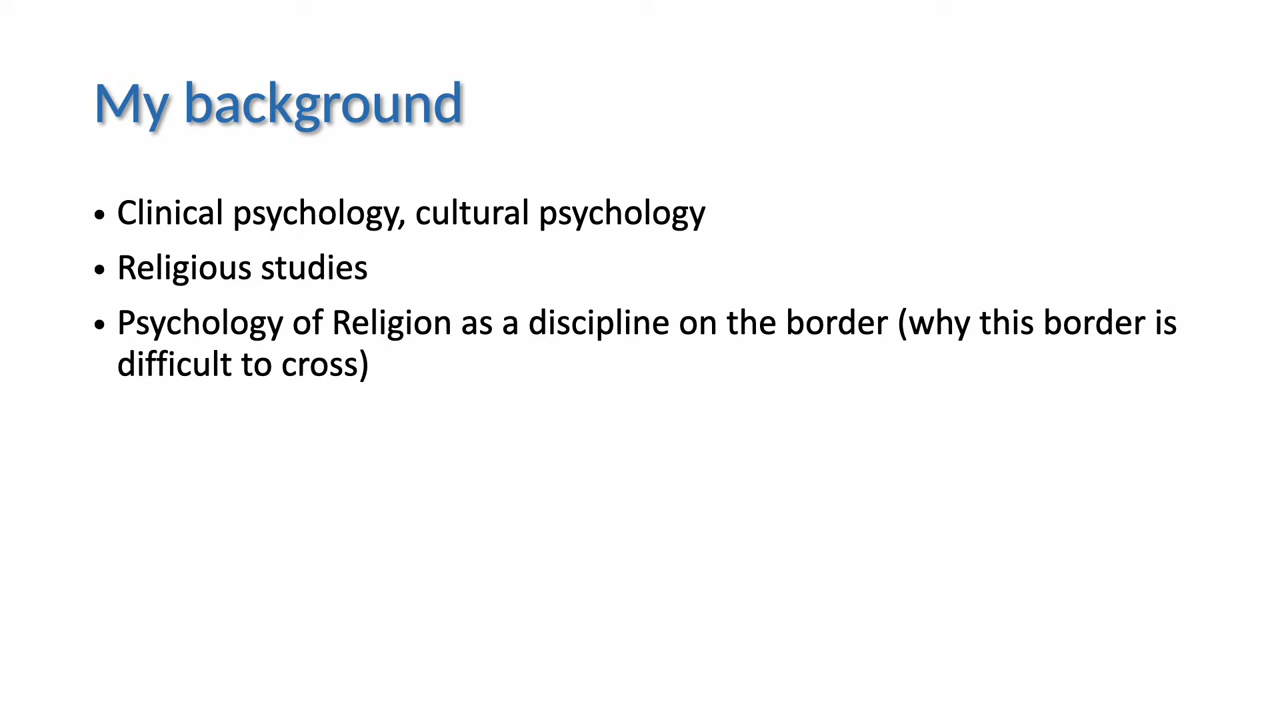 My background
• Clinical psychology, cultural psychology
• Religious studies
• Psychology of Religion as a discipline on the border (why this border is
difficult to cross)